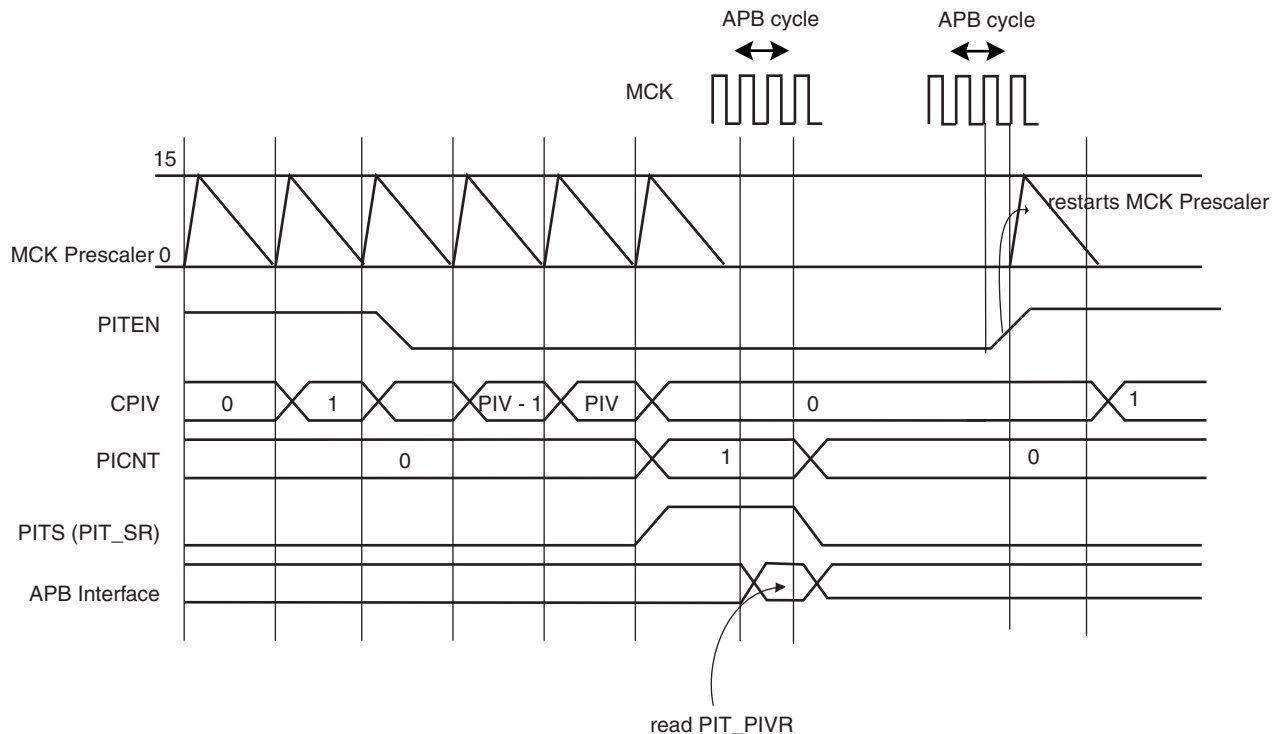 APB cycle
APB cycle
MCK
15
restarts MCK Prescaler
MCK Prescaler 0
PITEN
CPIV
0
1
PIV - 1
PIV
0
1
PICNT
0
1
0
PITS (PIT_SR)
APB Interface
read PIT_PIVR